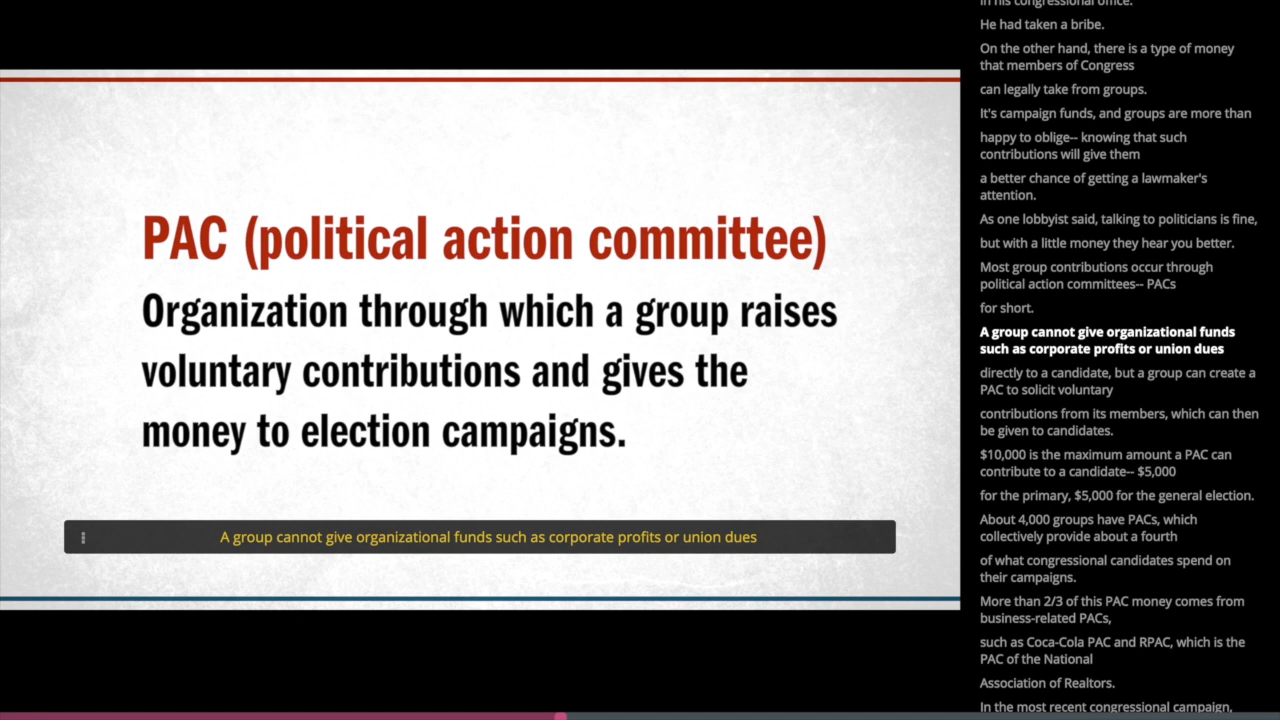 PAC (political action committee)
Organization through which a group raises
voluntary contributions and gives the
money to election campaigns.
A group cannot give organizational funds such as corporate profits or union dues
in his congressional office.
He had taken a bribe.
On the other hand, there is a type of money
that members of Congress
can legally take from groups.
It's campaign funds, and groups are more than
happy to oblige-- knowing that such
contributions will give them
a better chance of getting a lawmaker's
attention.
As one lobbyist said, talking to politicians is fine,
but with a little money they hear you better.
Most group contributions occur through
political action committees-- PACs
for short.
A group cannot give organizational funds
such as corporate profits or union dues
directly to a candidate, but a group can create a
PAC to solicit voluntary
contributions from its members, which can then
be given to candidates.
$10,000 is the maximum amount a PAC can
contribute to a candidate-- $5,000
for the primary, $5,000 for the general election.
About 4,000 groups have PACs, which
collectively provide about a fourth
of what congressional candidates spend on
their campaigns.
More than 2/3 of this PAC money comes from
business-related PACs,
such as Coca-Cola PAC and RPAC, which is the
PAC of the National
Association of Realtors.
In the most recent congressional campaign,